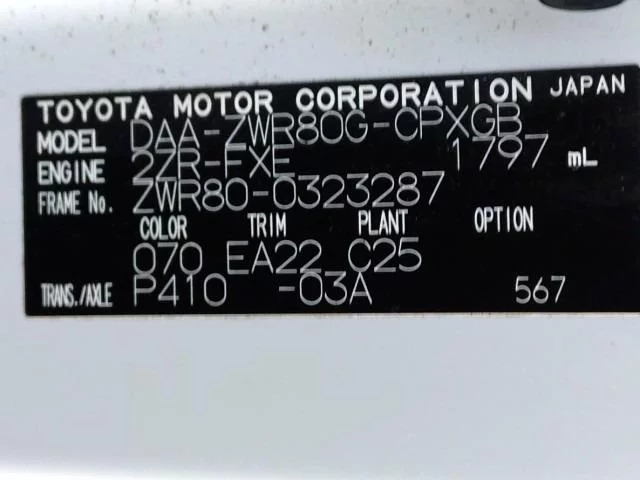 TOYOTA MOTOR CORPORATION JAPAN
MODEL DAA-ZWR80G-CPXGB
ENGINE 2ZR-FXE 1797 mL
FRAME No. ZWR80-0323287
COLOR TRIM PLANT OPTION
070 EA22 C25
TRANS./AXLE P410 -03A 567